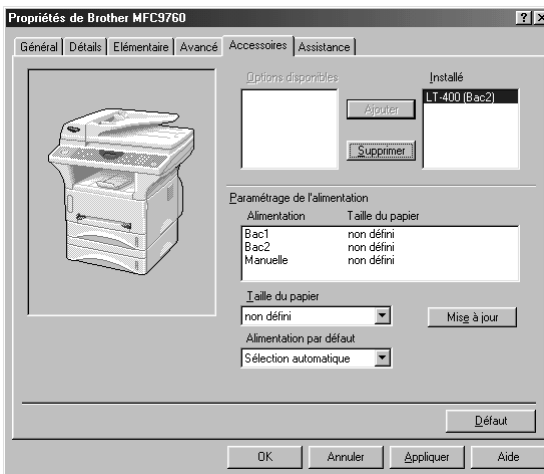 Propriétés de Brother MFC9760
Général Détails Elémentaire Avancé Accessoires Assistance
Options disponibles
Installé
Ajouter
LT-400 (Bac2)
Supprimer
Paramétrage de l'alimentation
Alimentation Taille du papier
Bac1 non défini
Bac2 non défini
Manuelle non défini
Taille du papier
non défini
Mise à jour
Alimentation par défaut
Sélection automatique
Défaut
OK Annuler Appliquer Aide